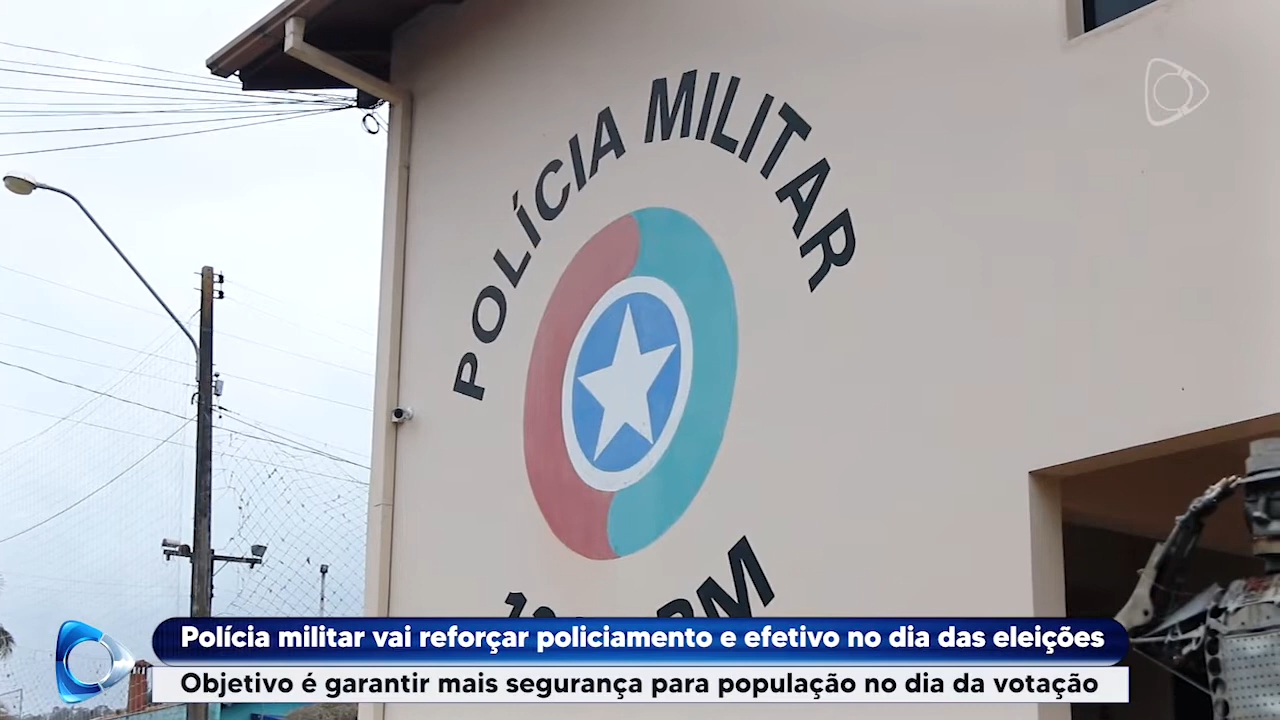 POLÍCIA MILITAR
Polícia militar vai reforçar policiamento e efetivo no dia das eleições
Objetivo é garantir mais segurança para população no dia da votação